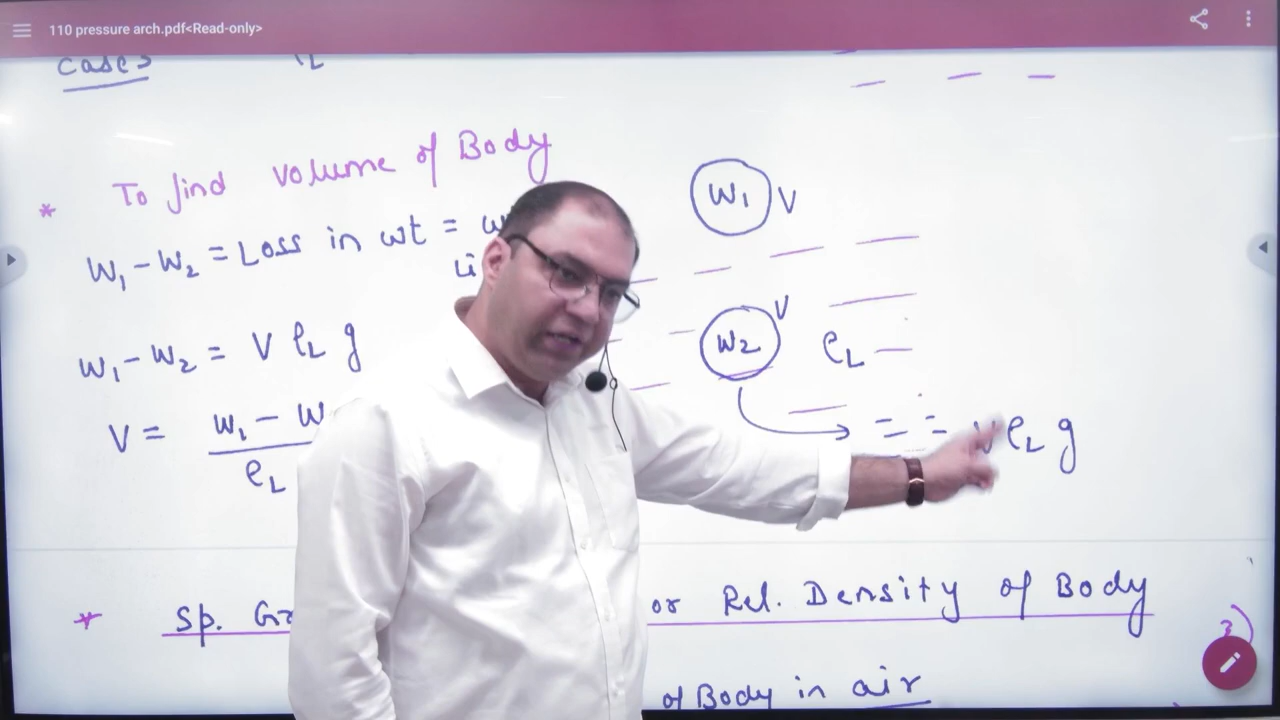 110 pressure arch.pdf<Read-only>
Cases
* To find volume of Body
W₁ - W₂ = Loss in wt = w
Li
W₁ - W₂ = V ρL g
V = W₁ - W
ρL
W₁ V
W₂ V ρL
V ρL g
* Sp. Gr or Rel. Density of Body
of Body in air